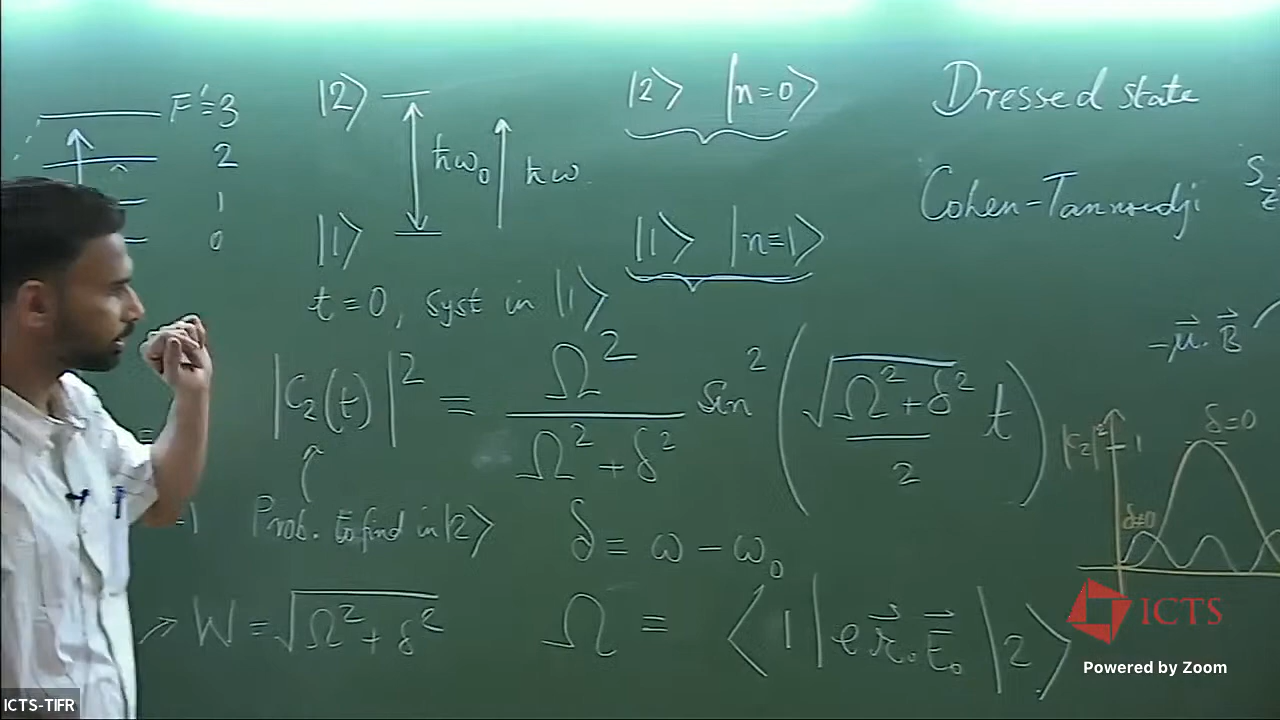 F'=3
2
1
0
|2⟩
ħω₀
ħω
|1⟩
|2⟩ |n=0⟩
|1⟩ |n=1⟩
Dressed state
Cohen-Tannoudji
S_z
t=0, syst in |1⟩
-μ⃗·B⃗
|c₂(t)|² = Ω²/(Ω²+δ²) sin²(√(Ω²+δ²)/2 t)
|c₂|²
1
δ=0
δ≠0
=1
Prob. to find in |2⟩
δ = ω - ω₀
W = √(Ω²+δ²)
Ω = ⟨1|e r⃗·E⃗₀|2⟩
ICTS
Powered by Zoom
ICTS-TIFR